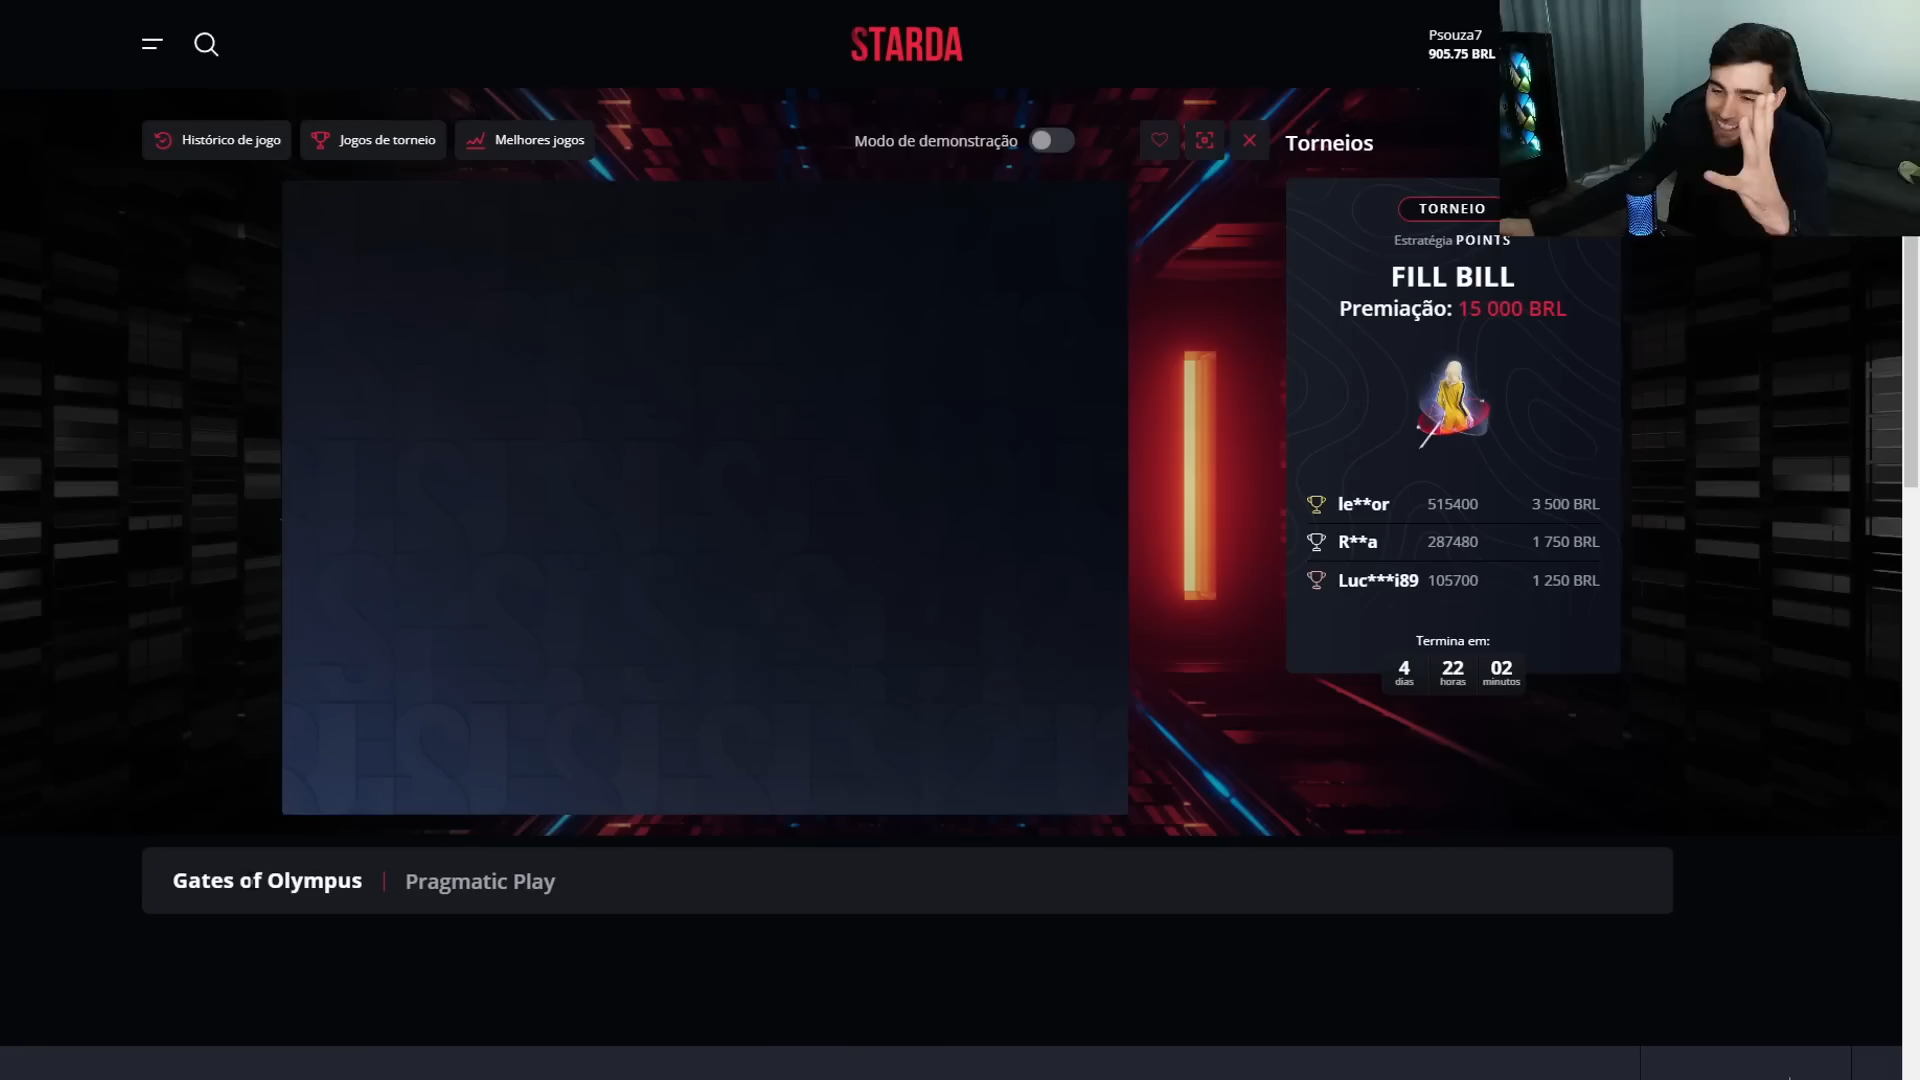 STARDA
Psouza7
905.75 BRL
Histórico de jogo
Jogos de torneio
Melhores jogos
Modo de demonstração
Torneios
TORNEIO
Estratégia POINTS
FILL BILL
Premiação: 15 000 BRL
le**or 515400 3 500 BRL
R**a 287480 1 750 BRL
Luc***i89 105700 1 250 BRL
Termina em:
4 22 02
dias horas minutos
Gates of Olympus | Pragmatic Play